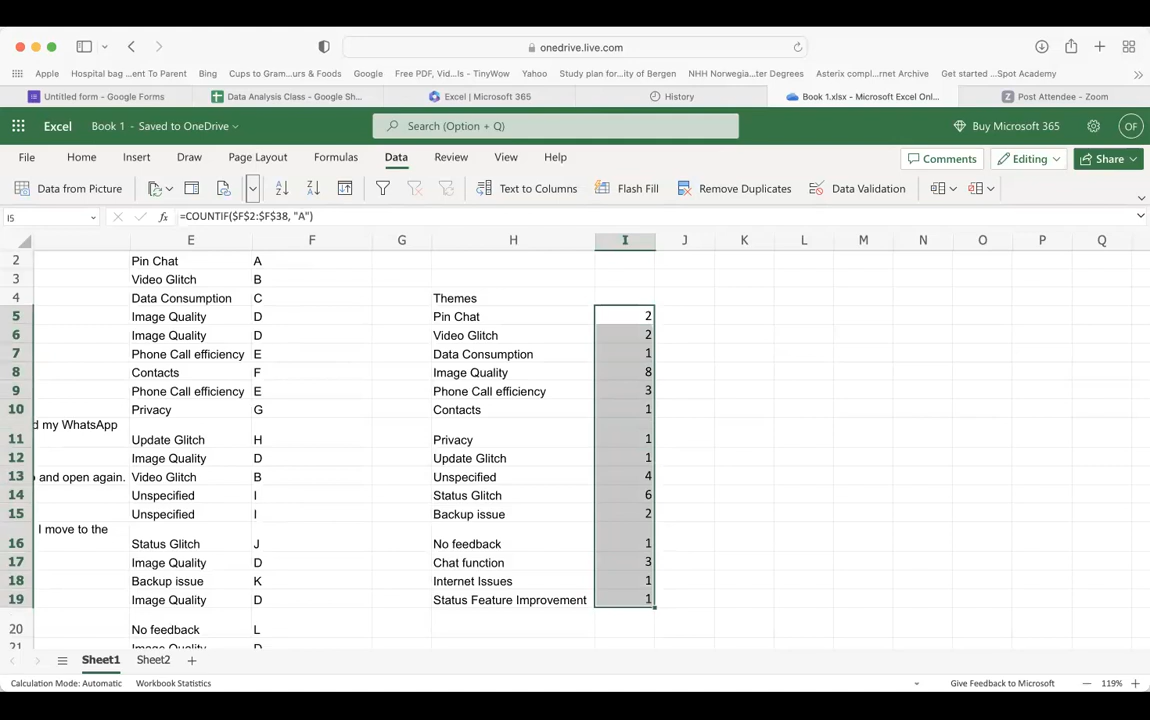 onedrive.live.com
Apple Hospital bag ...ent To Parent Bing Cups to Gram...urs & Foods Google Free PDF, Vid...ls - TinyWow Yahoo Study plan for...ity of Bergen NHH Norwegia...ter Degrees Asterix compl...rnet Archive Get started ...Spot Academy
Untitled form - Google Forms Data Analysis Class - Google Sh... Excel | Microsoft 365 History Book 1.xlsx - Microsoft Excel Onl... Post Attendee - Zoom
Excel Book 1 - Saved to OneDrive Search (Option + Q) Buy Microsoft 365 OF
File Home Insert Draw Page Layout Formulas Data Review View Help Comments Editing Share
Data from Picture Text to Columns Flash Fill Remove Duplicates Data Validation
I5 fx =COUNTIF($F$2:$F$38, "A")
E F G H I J K L M N O P Q
2 Pin Chat A
3 Video Glitch B
4 Data Consumption C Themes
5 Image Quality D Pin Chat 2
6 Image Quality D Video Glitch 2
7 Phone Call efficiency E Data Consumption 1
8 Contacts F Image Quality 8
9 Phone Call efficiency E Phone Call efficiency 3
10 Privacy G Contacts 1
d my WhatsApp
11 Update Glitch H Privacy 1
12 Image Quality D Update Glitch 1
13 and open again. Video Glitch B Unspecified 4
14 Unspecified I Status Glitch 6
15 Unspecified I Backup issue 2
I move to the
16 Status Glitch J No feedback 1
17 Image Quality D Chat function 3
18 Backup issue K Internet Issues 1
19 Image Quality D Status Feature Improvement 1
20 No feedback L
21 Image Quality D
Sheet1 Sheet2
Calculation Mode: Automatic Workbook Statistics Give Feedback to Microsoft 119%